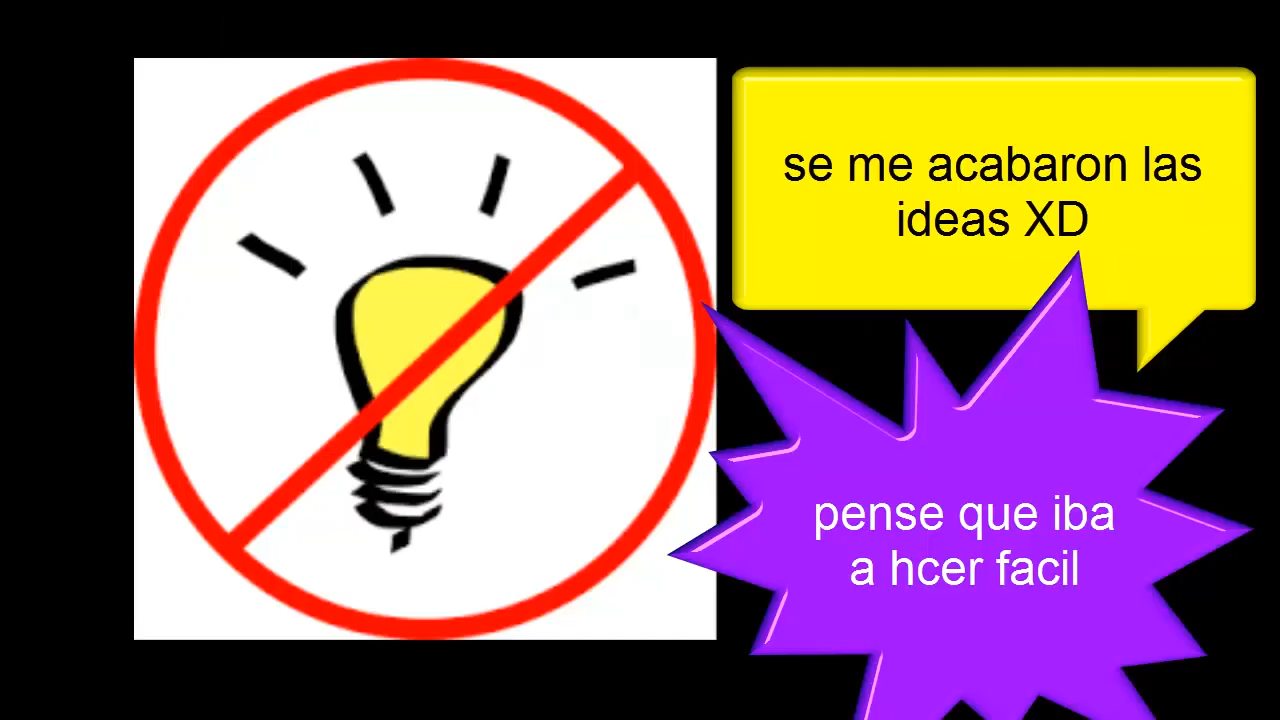 se me acabaron las
ideas XD
pense que iba
a hcer facil